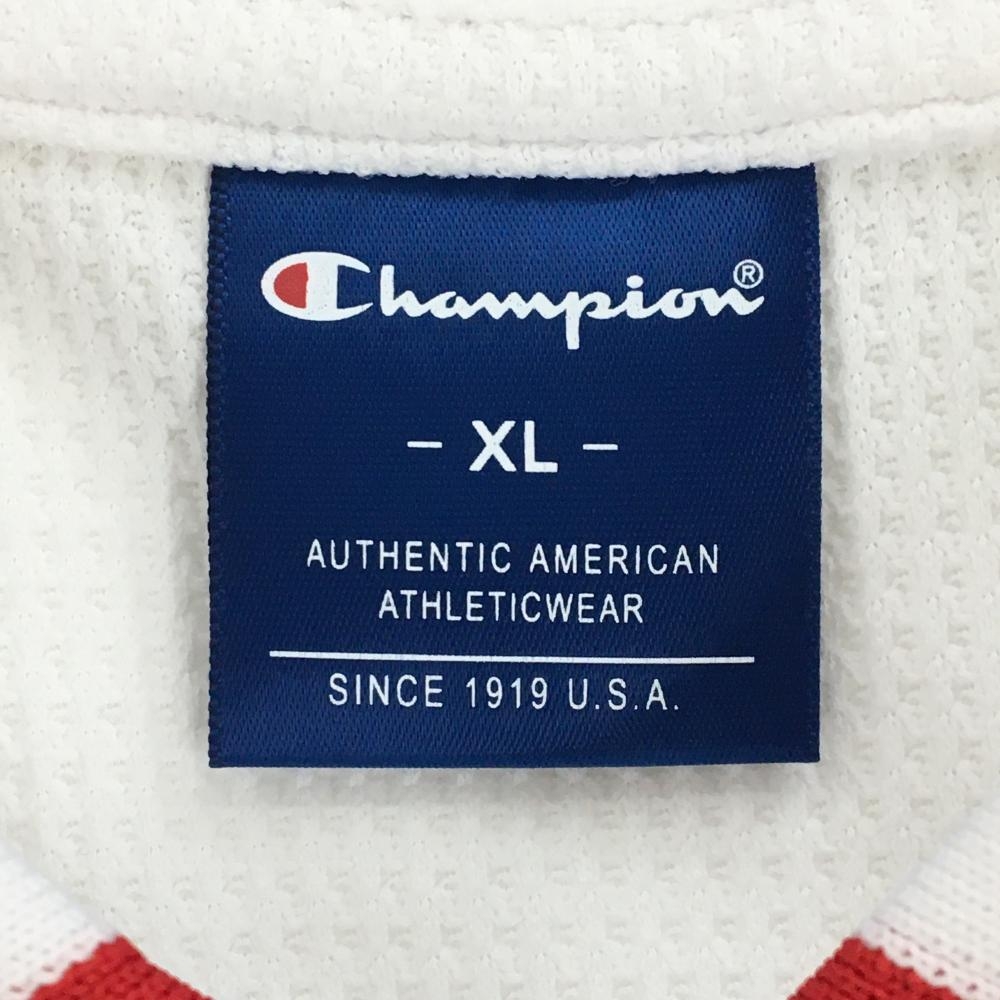 Champion®
- XL -
AUTHENTIC AMERICAN
ATHLETICWEAR
SINCE 1919 U.S.A.